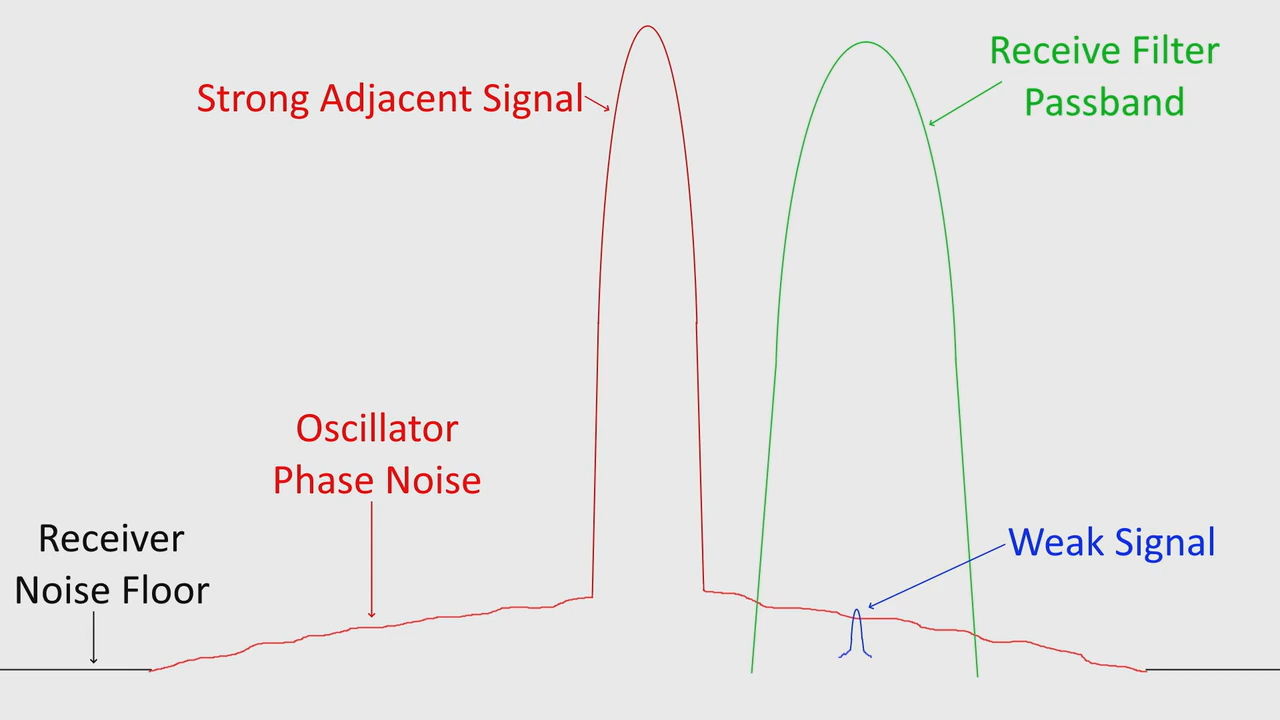 Receive Filter
Passband
Strong Adjacent Signal
Oscillator
Phase Noise
Receiver
Noise Floor
Weak Signal